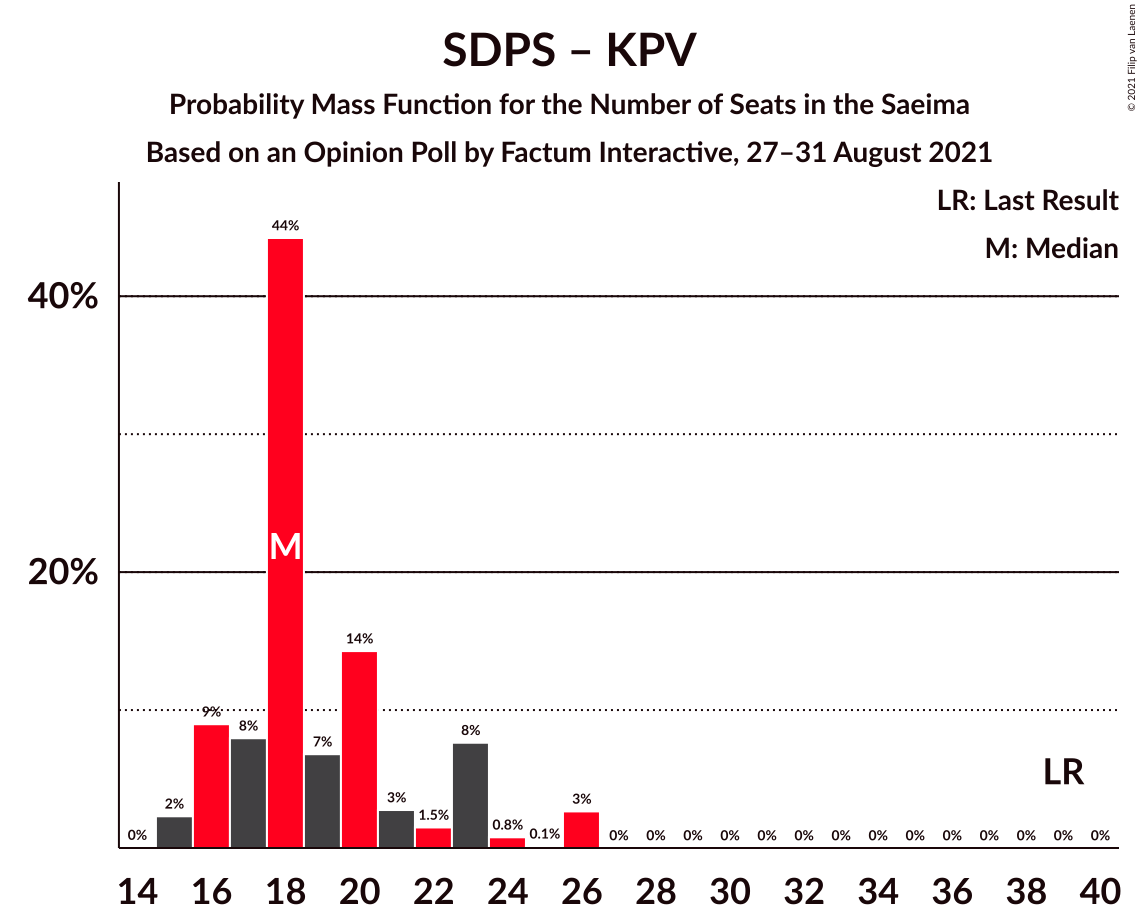 SDPS – KPV
Probability Mass Function for the Number of Seats in the Saeima
Based on an Opinion Poll by Factum Interactive, 27–31 August 2021
© 2021 Filip van Laenen
LR: Last Result
M: Median
40%
20%
0% 2% 9% 8% 44% 7% 14% 3% 1.5% 8% 0.8% 0.1% 3% 0% 0% 0% 0% 0% 0% 0% 0% 0% 0% 0% 0% 0% 0%
M
LR
14 16 18 20 22 24 26 28 30 32 34 36 38 40